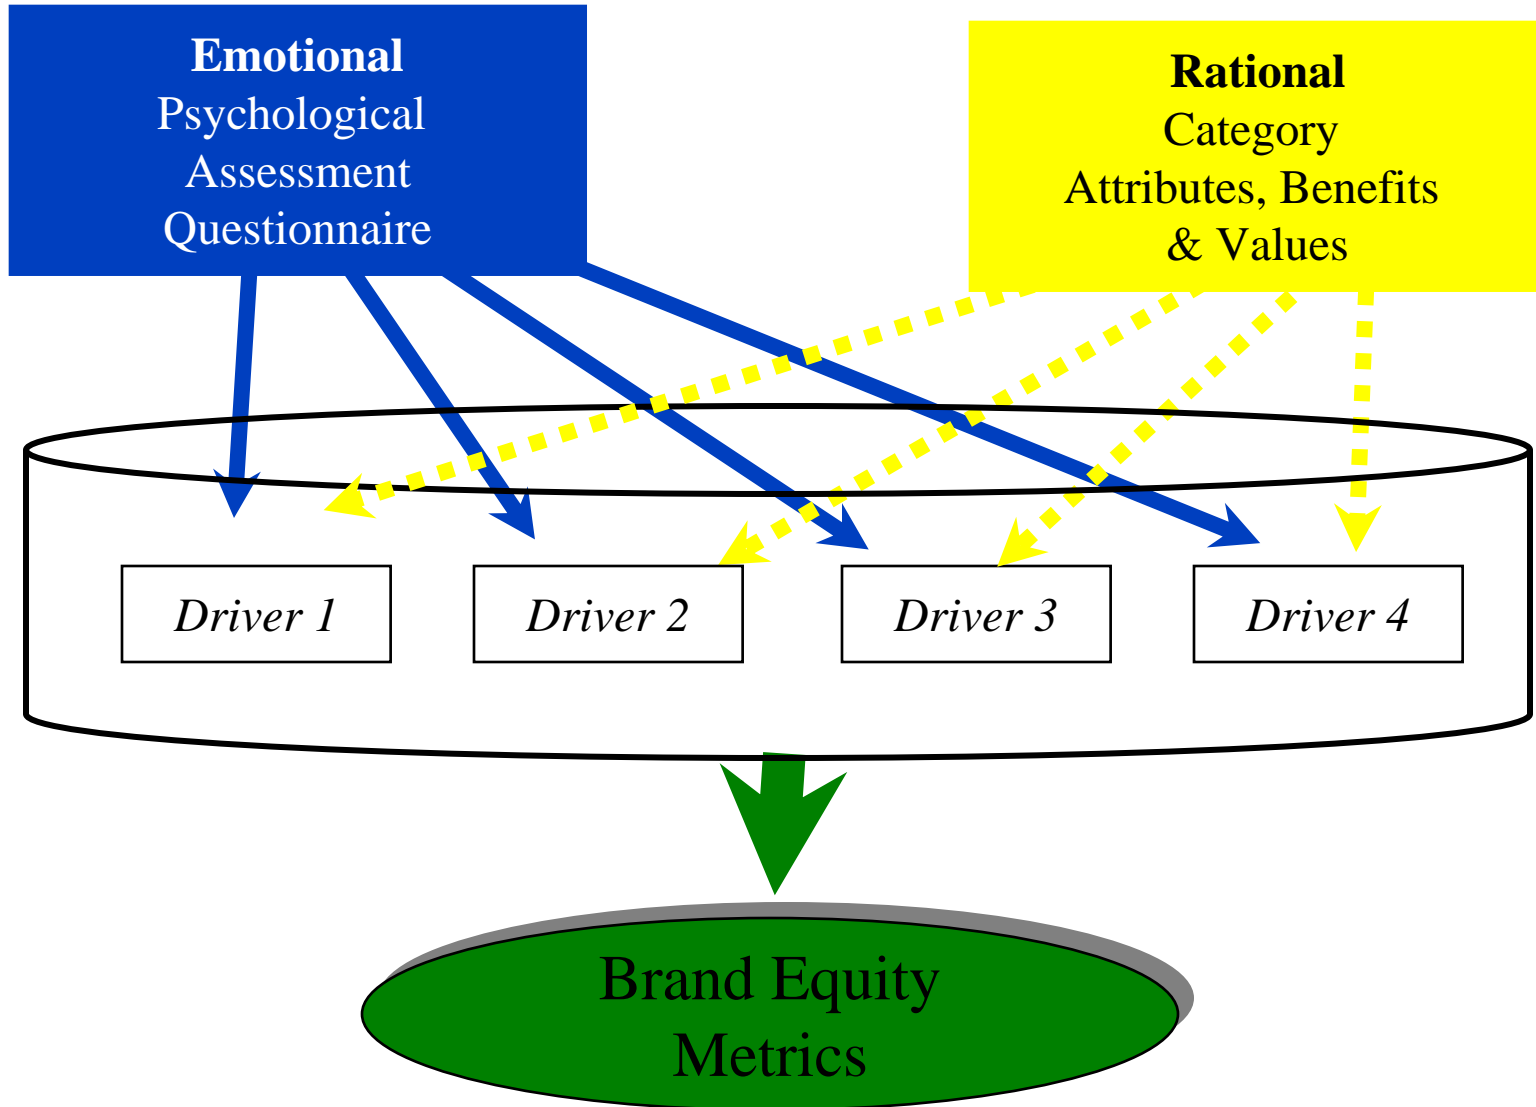 Emotional
Psychological
Assessment
Questionnaire
Rational
Category
Attributes, Benefits
& Values
Driver 1
Driver 2
Driver 3
Driver 4
Brand Equity
Metrics